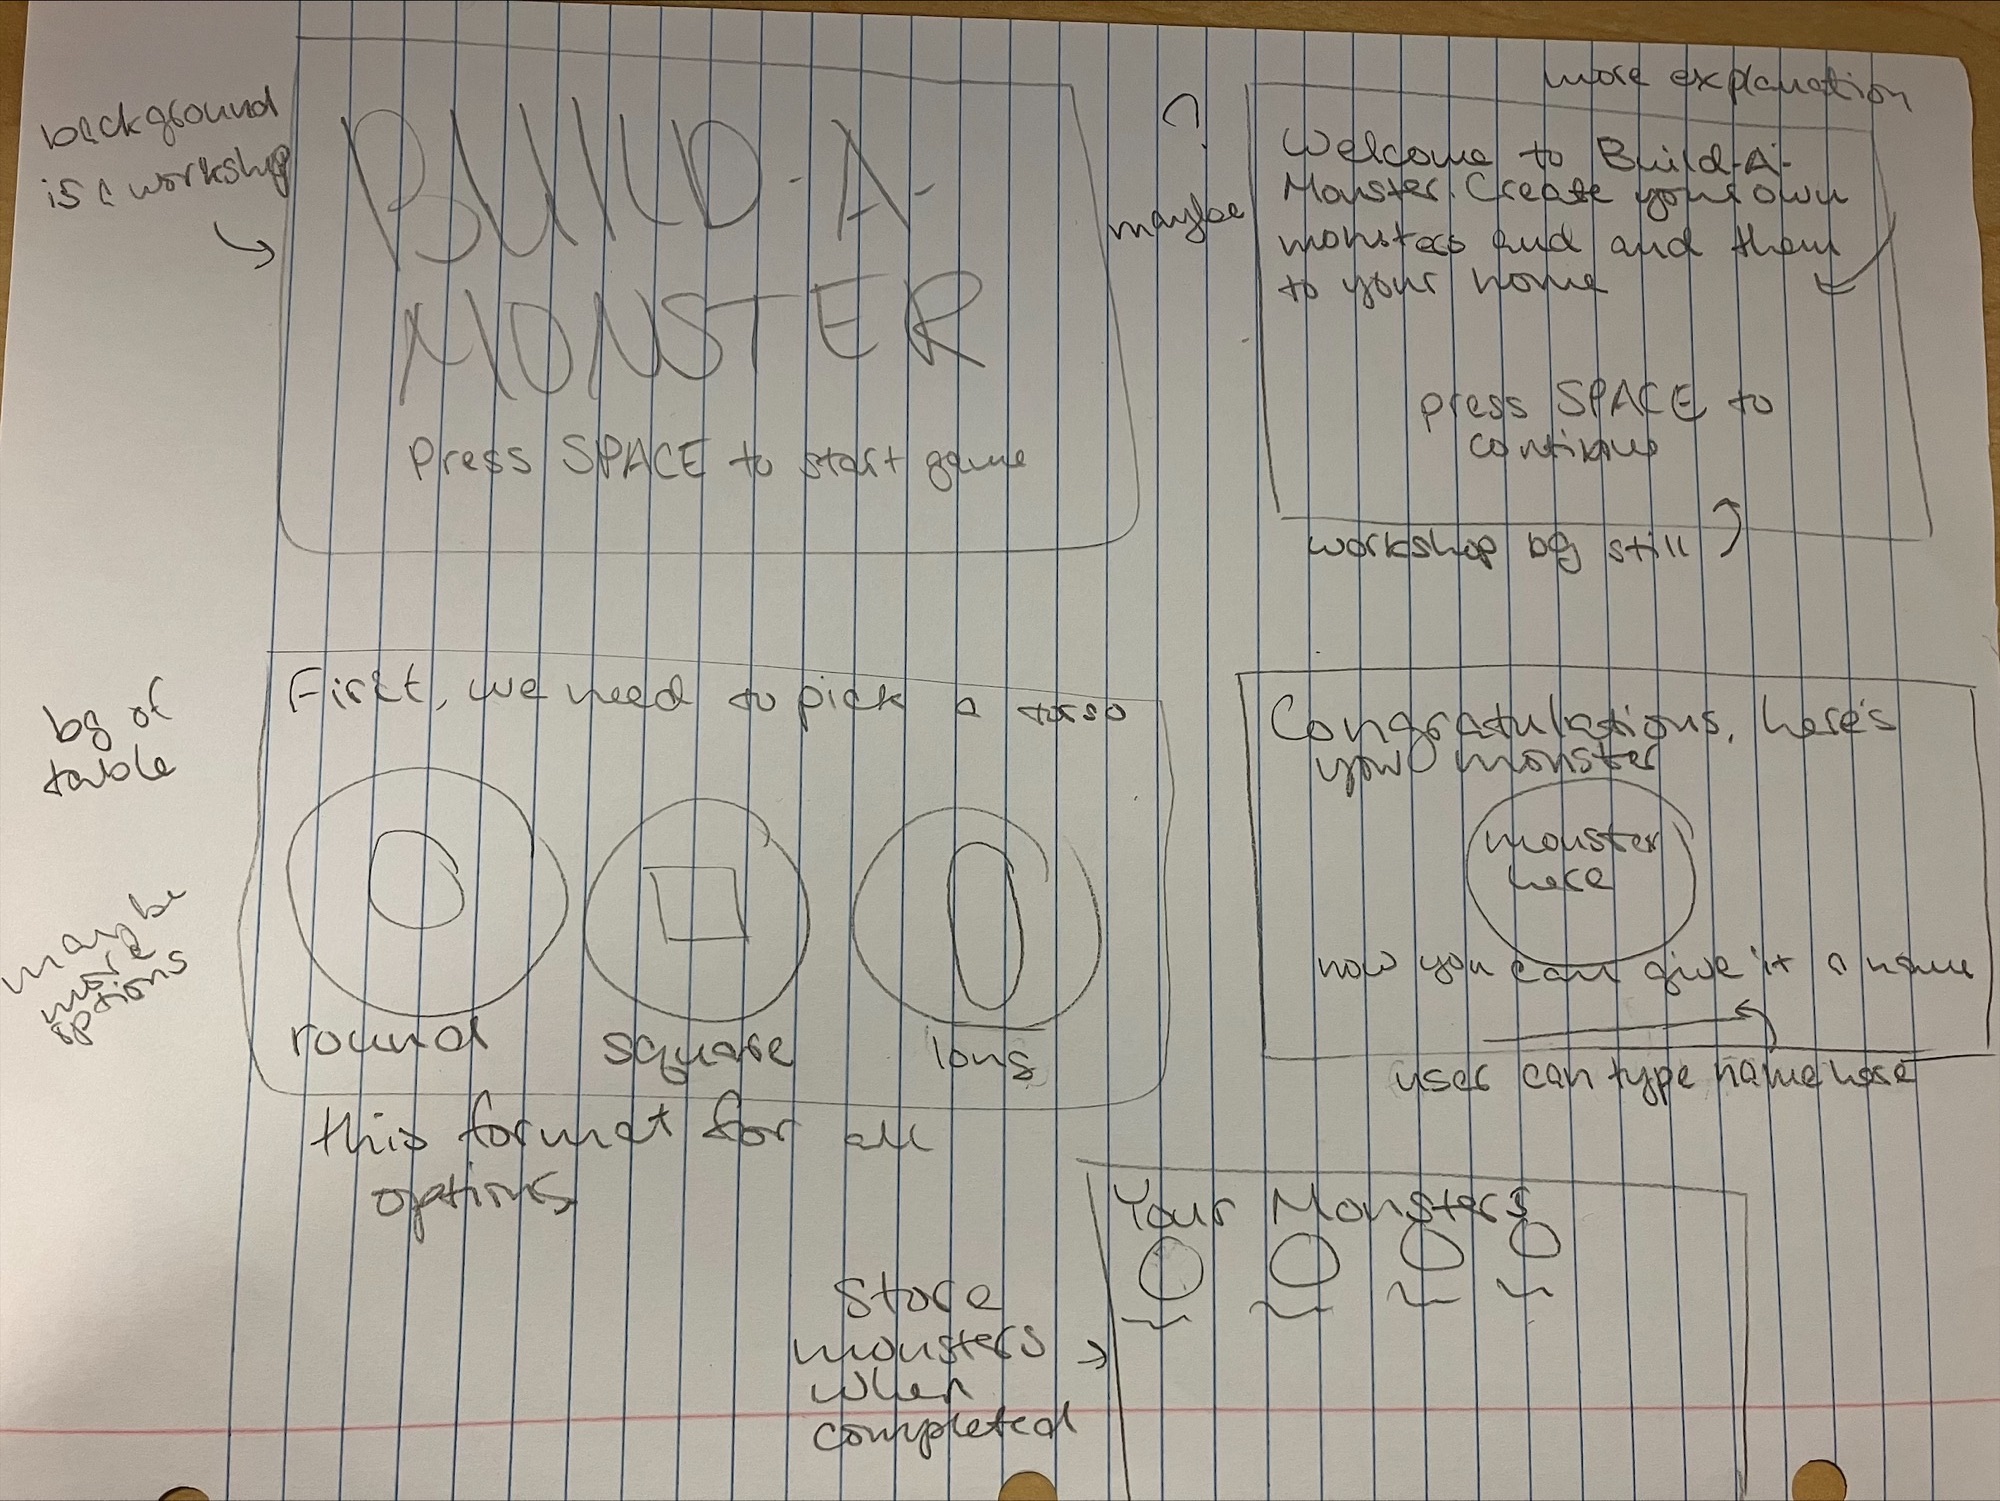 background
is a workshop
BUILD-A-
MONSTER
Press SPACE to start game
?
maybe
more explanation
Welcome to Build-A-
Monster. Create your own
monsters and and them
to your home
press SPACE to
continue
workshop bg still
bg of
table
maybe
more
options
First, we need to pick a torso
round
square
long
this format for all
options
Congratulations, here's
your monster
monster
here
now you can give it a name
user can type name here
Store
monsters
when
completed
Your Monsters